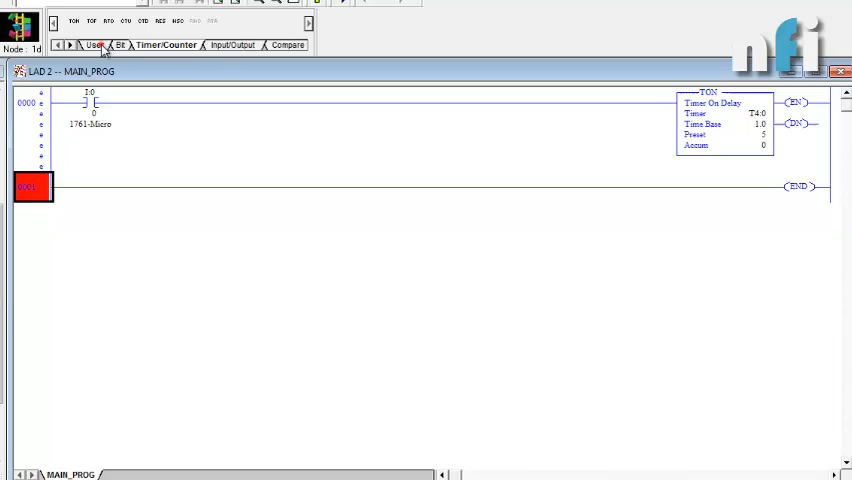 TON TOF RTO CTU CTD RES HSC RHC RTA
Node : 1d
User Bit Timer/Counter Input/Output Compare
nfi
LAD 2 -- MAIN_PROG
0000
e
e
e
e
e
e
e
e
I:0
0
1761-Micro
TON
Timer On Delay
Timer T4:0
Time Base 1.0
Preset 5
Accum 0
EN
DN
0001
END
MAIN_PROG